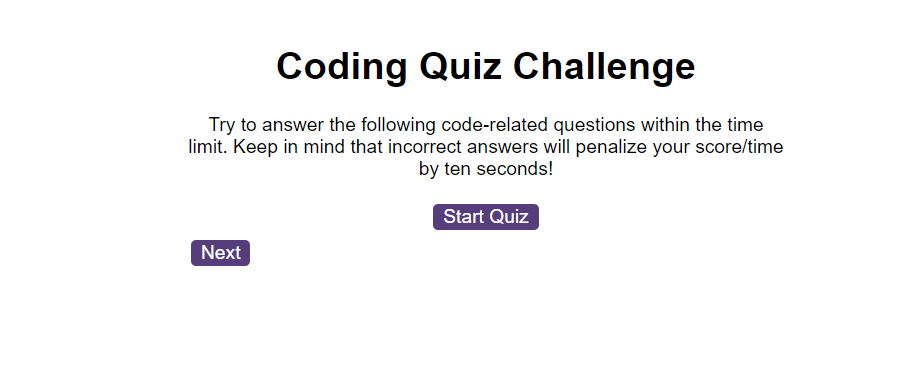 Coding Quiz Challenge
Try to answer the following code-related questions within the time
limit. Keep in mind that incorrect answers will penalize your score/time
by ten seconds!
Start Quiz
Next